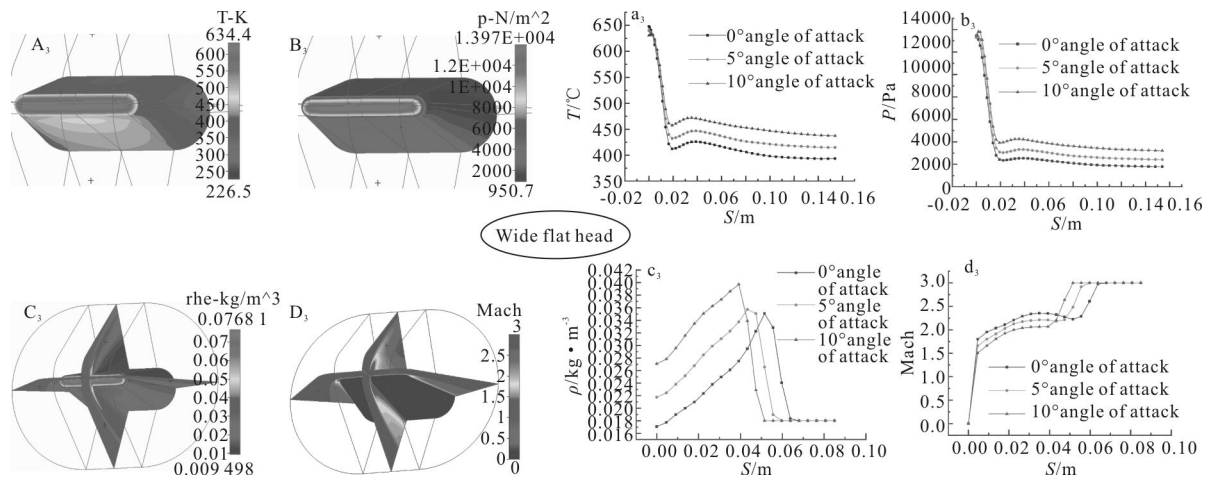 A3
T-K
634.4
600
550
500
450
400
350
300
250
226.5
B3
p-N/m^2
1.397E+004
1.2E+004
1E+004
8000
6000
4000
2000
950.7
a3
650
600
550
500
450
400
350
T/℃
0°angle of attack
5°angle of attack
10°angle of attack
-0.02 0.02 0.06 0.10 0.14 0.16
S/m
b3
12000
14000
10000
8000
6000
4000
2000
0
P/Pa
0°angle of attack
5°angle of attack
10°angle of attack
-0.02 0.02 0.06 0.10 0.14 0.16
S/m
Wide flat head
C3
rhe-kg/m^3
0.0768 1
0.07
0.06
0.05
0.04
0.03
0.02
0.01
0.009 498
D3
Mach
3
2.5
2
1.5
1
0.5
0
c3
0.040
0.042
0.036
0.038
0.034
0.032
0.030
0.028
0.026
0.024
0.022
0.020
0.018
0.016
ρ/kg•m-3
0°angle
of attack
5°angle
of attack
10°angle
of attack
0.00 0.02 0.04 0.06 0.08 0.10
S/m
d3
3.0
2.5
2.0
1.5
1.0
0.5
0.0
Mach
0°angle of attack
5°angle of attack
10°angle of attack
0.00 0.02 0.04 0.06 0.08 0.10
S/m